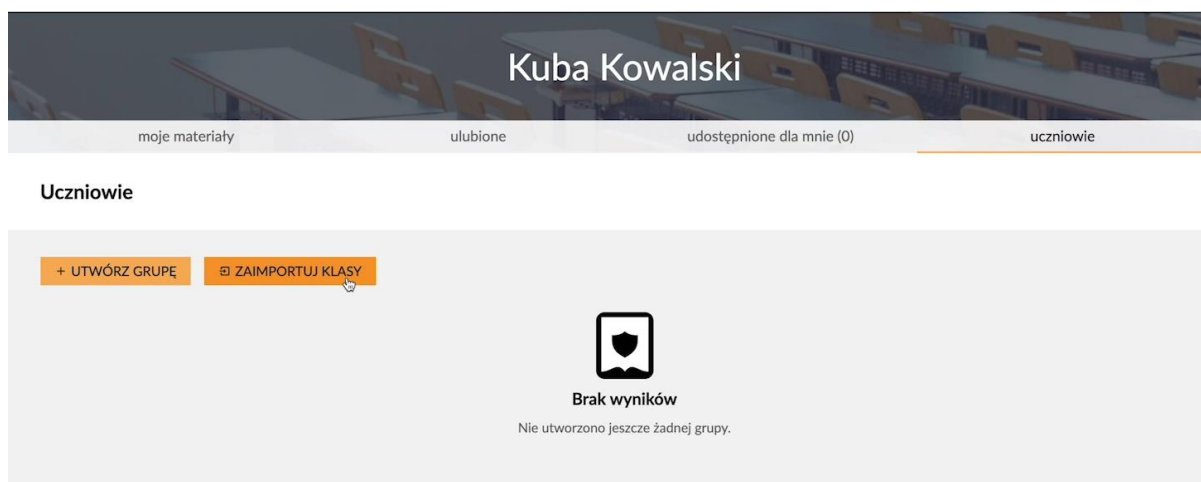 Kuba Kowalski
moje materiały
ulubione
udostępnione dla mnie (0)
uczniowie
Uczniowie
+ UTWÓRZ GRUPĘ
ZAIMPORTUJ KLASY
Brak wyników
Nie utworzono jeszcze żadnej grupy.